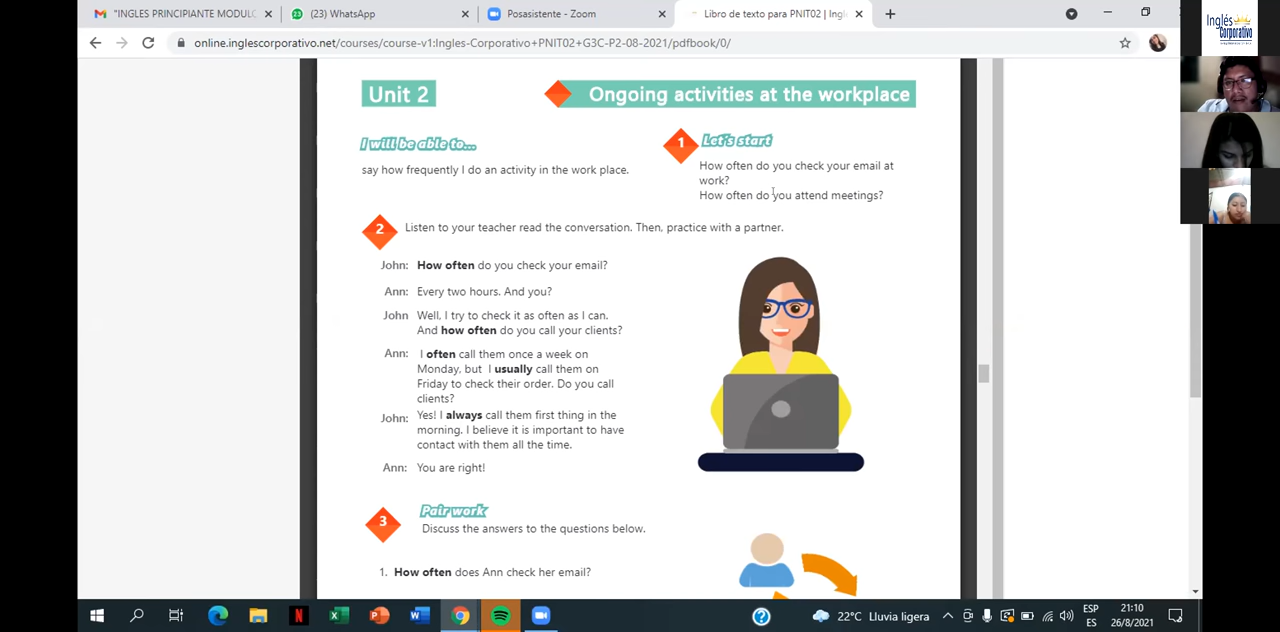 "INGLES PRINCIPIANTE MODULO
(23) WhatsApp
Posasistente - Zoom
Libro de texto para PNIT02 | Ingl
online.inglescorporativo.net/courses/course-v1:Ingles-Corporativo+PNIT02+G3C-P2-08-2021/pdfbook/0/
Inglés
Corporativo
Unit 2
Ongoing activities at the workplace
I will be able to...
say how frequently I do an activity in the work place.
1
Let's start
How often do you check your email at
work?
How often do you attend meetings?
2
Listen to your teacher read the conversation. Then, practice with a partner.
John: How often do you check your email?
Ann: Every two hours. And you?
John Well, I try to check it as often as I can.
And how often do you call your clients?
Ann: I often call them once a week on
Monday, but I usually call them on
Friday to check their order. Do you call
clients?
John: Yes! I always call them first thing in the
morning. I believe it is important to have
contact with them all the time.
Ann: You are right!
3
Pair work
Discuss the answers to the questions below.
1. How often does Ann check her email?
22°C Lluvia ligera
ESP
ES
21:10
26/8/2021